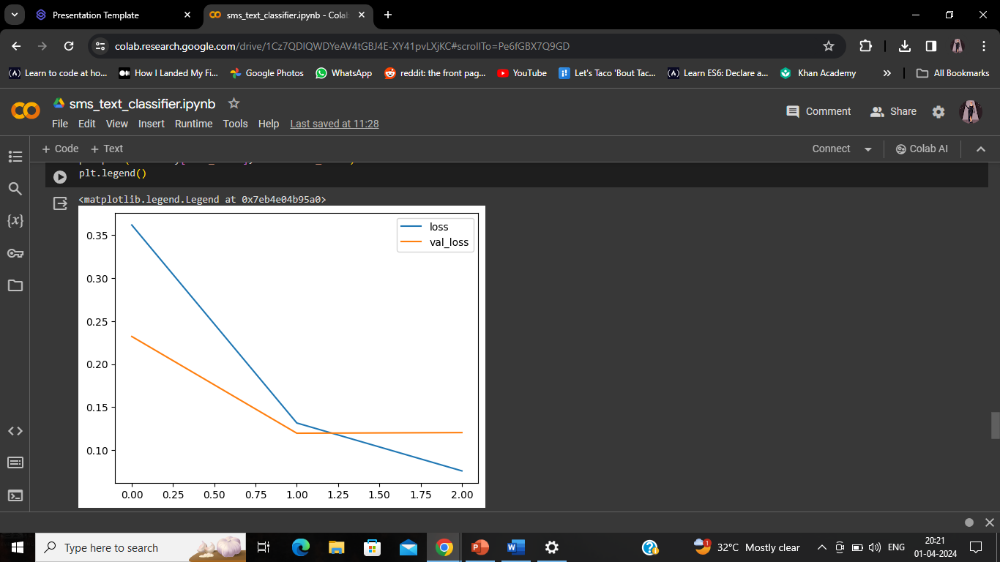 Presentation Template
sms_text_classifier.ipynb - Colab
colab.research.google.com/drive/1Cz7QDIQWDYeAV4tGBJ4E-XY41pvLXjKC#scrollTo=Pe6fGBX7Q9GD
Learn to code at ho... How I Landed My Fi... Google Photos WhatsApp reddit: the front pag... YouTube Let's Taco 'Bout Tac... Learn ES6: Declare a... Khan Academy » All Bookmarks
sms_text_classifier.ipynb
Comment Share
File Edit View Insert Runtime Tools Help Last saved at 11:28
+ Code + Text Connect Colab AI
plt.legend()
<matplotlib.legend.Legend at 0x7eb4e04b95a0>
loss
val_loss
0.35
0.30
0.25
0.20
0.15
0.10
0.00 0.25 0.50 0.75 1.00 1.25 1.50 1.75 2.00
{x}
Type here to search
32°C Mostly clear
ENG
20:21
01-04-2024